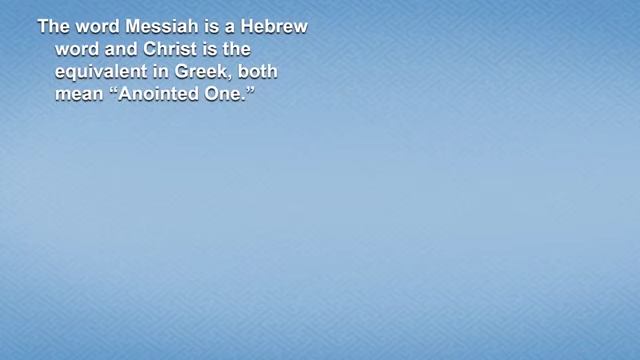 The word Messiah is a Hebrew
word and Christ is the
equivalent in Greek, both
mean “Anointed One.”